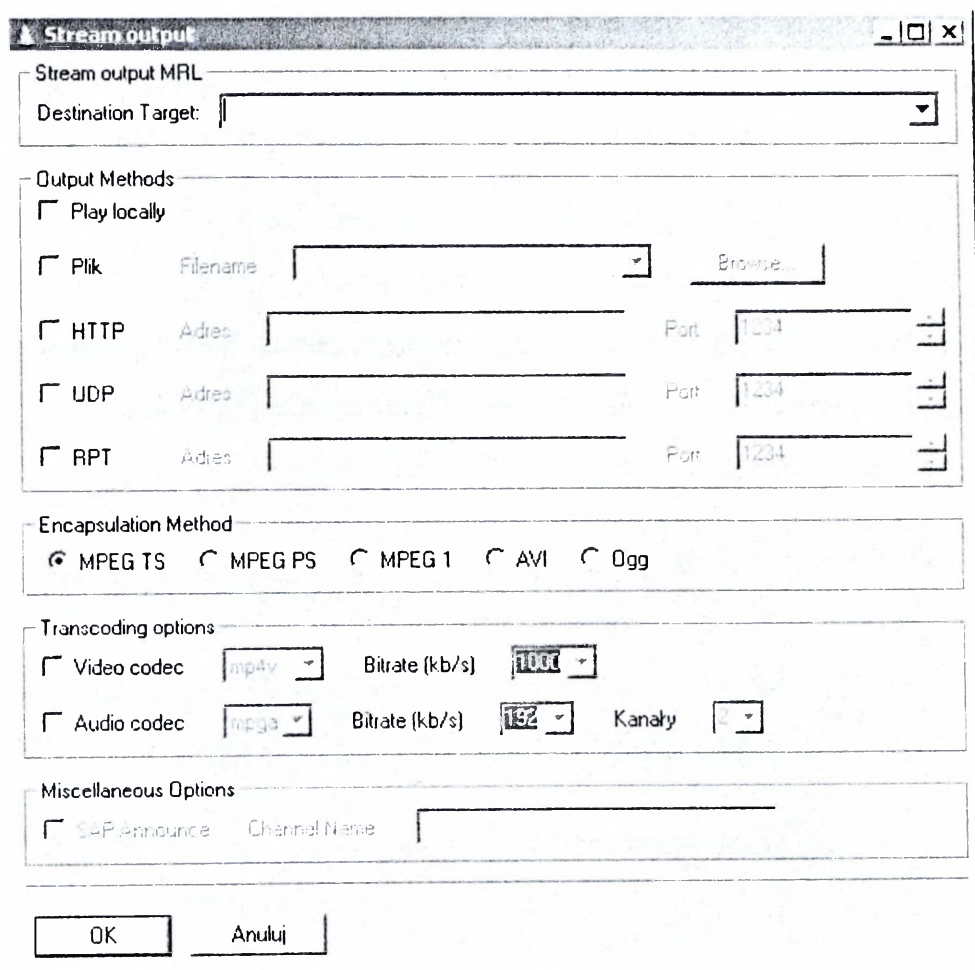 Stream output
Stream output MRL
Destination Target:
Output Methods
Play locally
Plik Filename Browse...
HTTP Adres Port 1234
UDP Adres Port 1234
RPT Adres Port 1234
Encapsulation Method
MPEG TS MPEG PS MPEG 1 AVI Ogg
Transcoding options
Video codec mp4v Bitrate (kb/s) 1000
Audio codec mpga Bitrate (kb/s) 192 Kanały 2
Miscellaneous Options
SAP Announce Channel Name
OK Anuluj